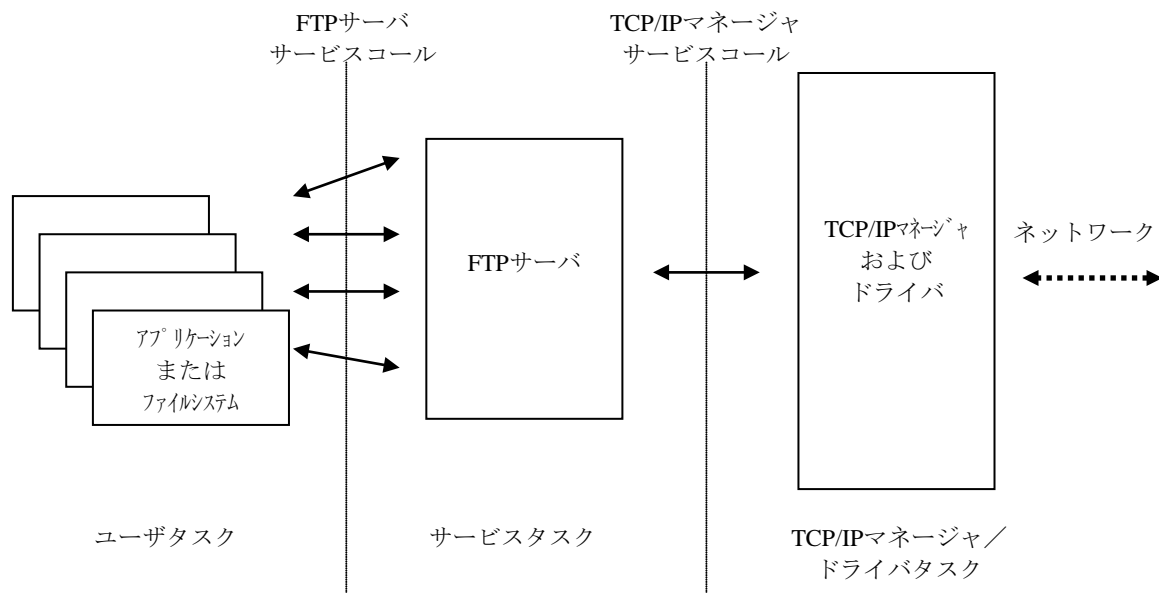 FTPサーバ
サービスコール
TCP/IPマネージャ
サービスコール
アプリケーション
または
ファイルシステム
FTPサーバ
TCP/IPマネージャ
および
ドライバ
ネットワーク
ユーザタスク
サービスタスク
TCP/IPマネージャ／
ドライバタスク